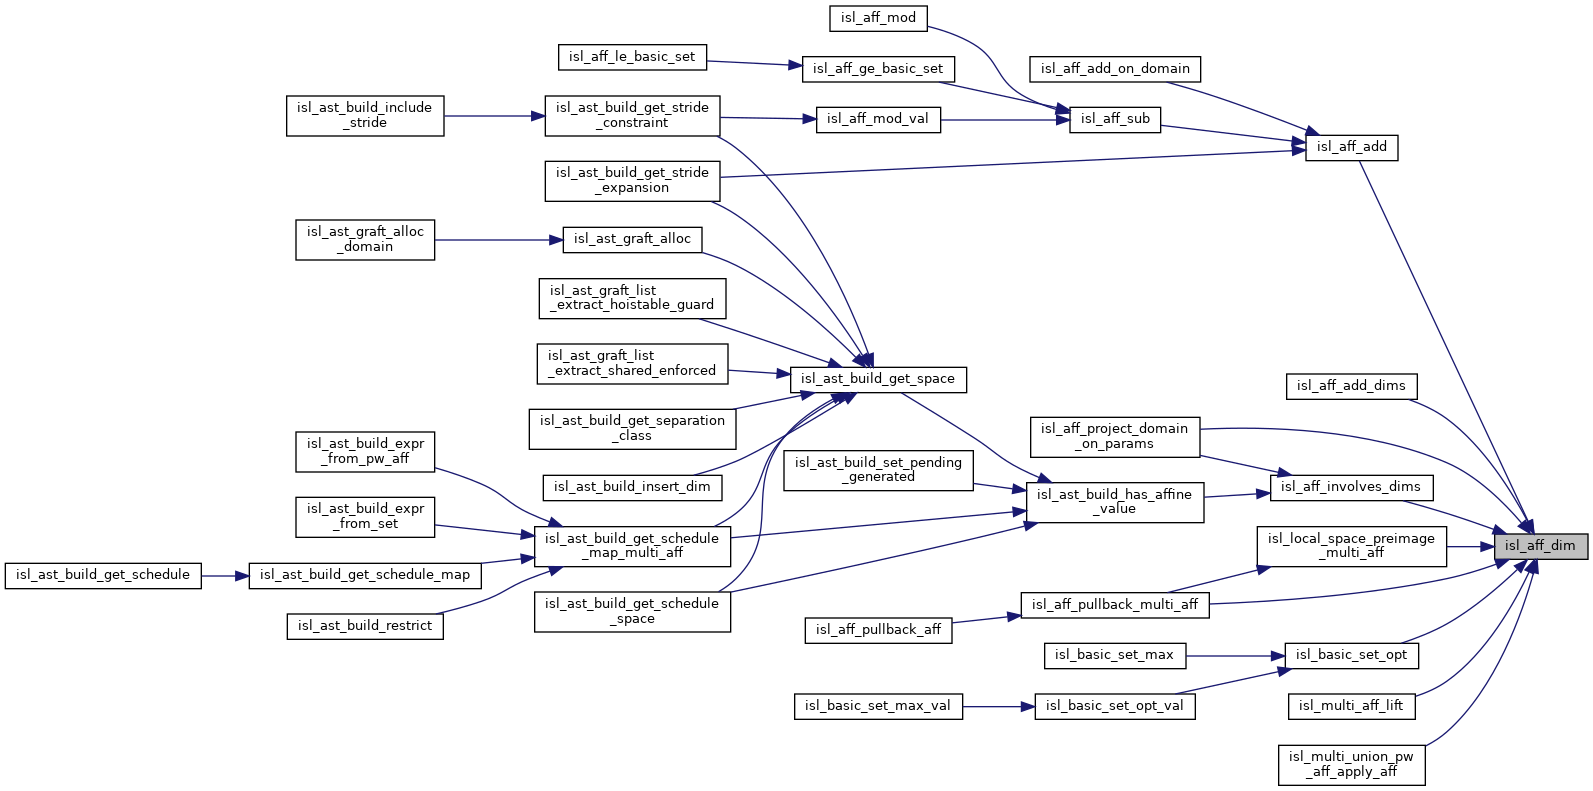 isl_aff_mod
isl_aff_le_basic_set
isl_aff_ge_basic_set
isl_aff_add_on_domain
isl_ast_build_include
_stride
isl_ast_build_get_stride
_constraint
isl_aff_mod_val
isl_aff_sub
isl_aff_add
isl_ast_build_get_stride
_expansion
isl_ast_graft_alloc
_domain
isl_ast_graft_alloc
isl_ast_graft_list
_extract_hoistable_guard
isl_ast_graft_list
_extract_shared_enforced
isl_ast_build_get_space
isl_aff_add_dims
isl_ast_build_get_separation
_class
isl_aff_project_domain
_on_params
isl_ast_build_expr
_from_pw_aff
isl_ast_build_set_pending
_generated
isl_ast_build_insert_dim
isl_aff_involves_dims
isl_ast_build_has_affine
_value
isl_ast_build_expr
_from_set
isl_ast_build_get_schedule
_map_multi_aff
isl_local_space_preimage
_multi_aff
isl_aff_dim
isl_ast_build_get_schedule
isl_ast_build_get_schedule_map
isl_ast_build_get_schedule
_space
isl_aff_pullback_multi_aff
isl_ast_build_restrict
isl_aff_pullback_aff
isl_basic_set_max
isl_basic_set_opt
isl_basic_set_max_val
isl_basic_set_opt_val
isl_multi_aff_lift
isl_multi_union_pw
_aff_apply_aff